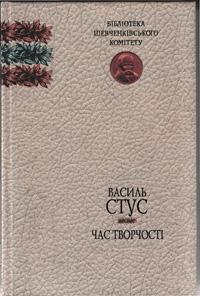 БІБЛІОТЕКА
ШЕВЧЕНКІВСЬКОГО
КОМІТЕТУ
ВАСИЛЬ
СТУС
ЧАС ТВОРЧОСТІ